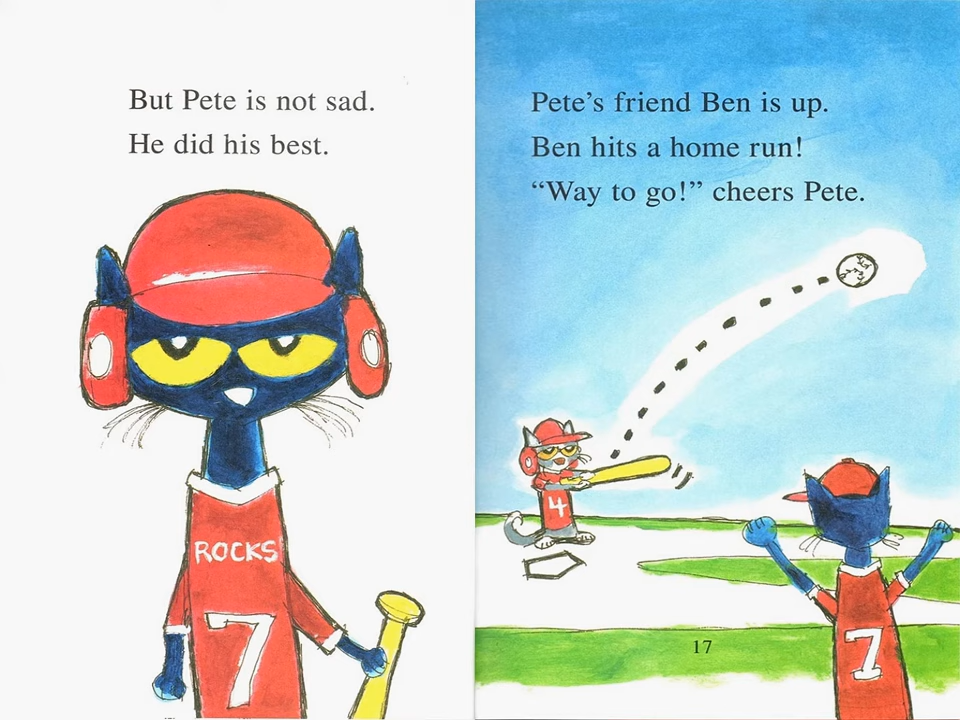 But Pete is not sad.
He did his best.
ROCKS
7
Pete’s friend Ben is up.
Ben hits a home run!
“Way to go!” cheers Pete.
4
7
17